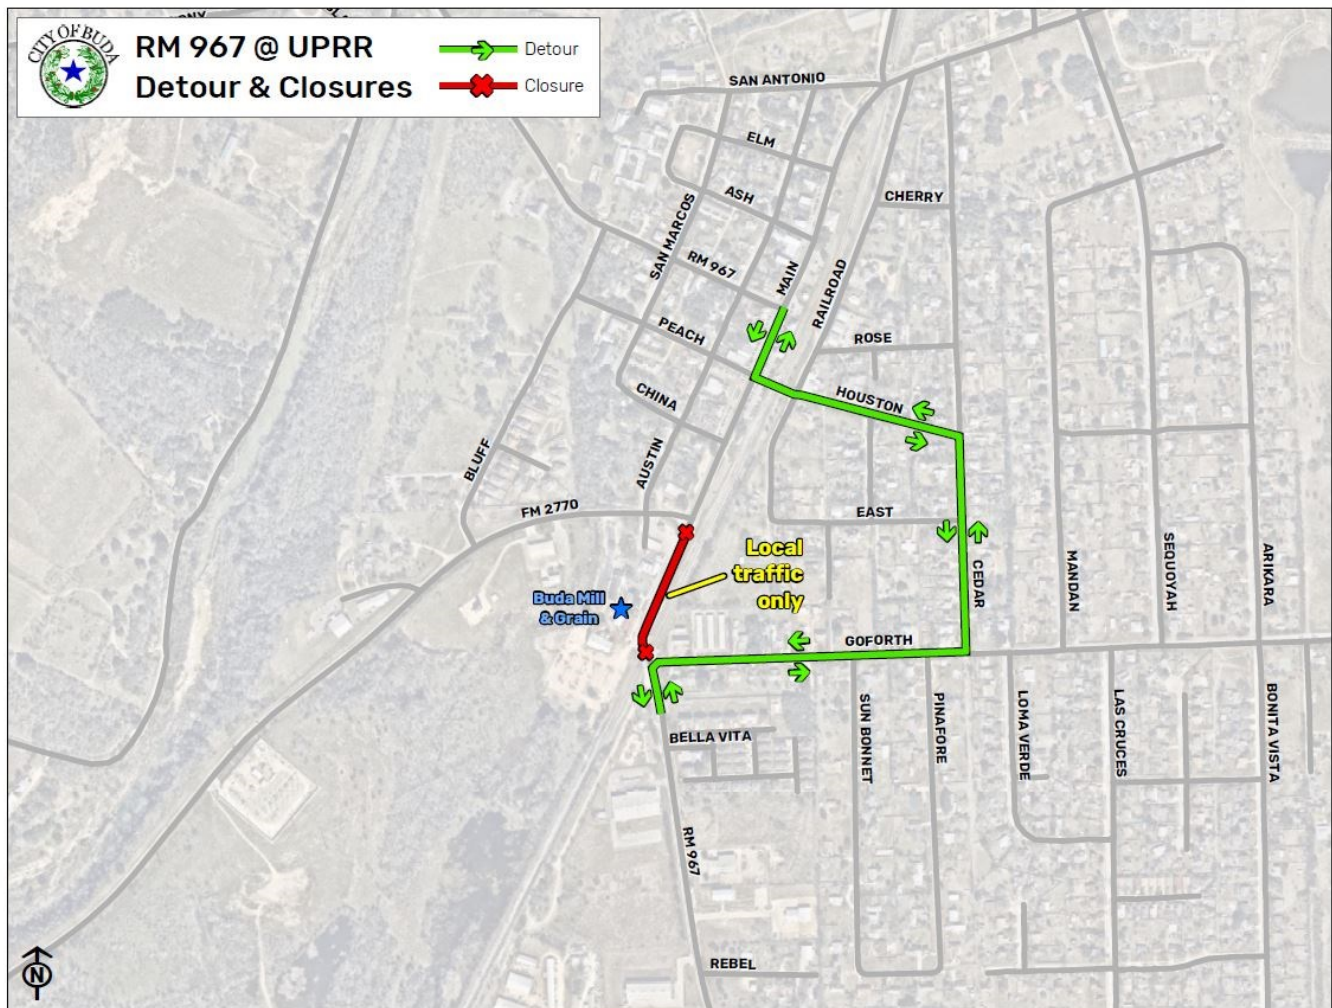 CITY OF BUDA
RM 967 @ UPRR
Detour & Closures
Detour
Closure
SAN ANTONIO
ELM
ASH
CHERRY
SAN MARCOS
RM 967
MAIN
RAILROAD
PEACH
ROSE
HOUSTON
CHINA
BLUFF
AUSTIN
FM 2770
EAST
Local
traffic
only
CEDAR
MANDAN
SEQUOYAH
ARIKARA
Buda Mill
& Grain
GOFORTH
BELLA VITA
SUN BONNET
PINAFORE
LOMA VERDE
LAS CRUCES
BONITA VISTA
RM 967
REBEL
N